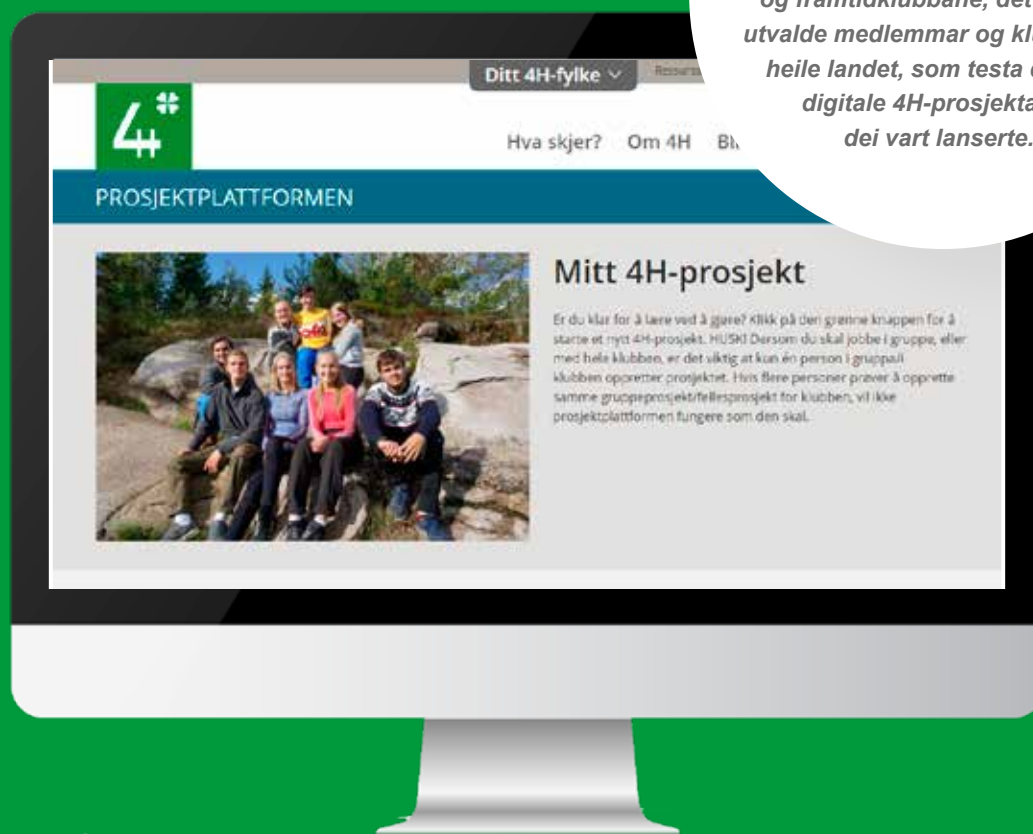 og framtidklubbane, det
utvalde medlemmar og klu
heile landet, som testa
digitale 4H-prosjekta
dei vart lanserte.
Ditt 4H-fylke
4H
Hva skjer? Om 4H
PROSJEKTPLATTFORMEN
Mitt 4H-prosjekt
Er du klar for å lære ved å gjøre? Klikk på den grønne knappen for å
starte et nytt 4H-prosjekt. HUSK! Dersom du skal jobbe i gruppe, eller
med hele klubben, er det viktig at kun én person i gruppa/i
klubben oppretter prosjektet. Hvis flere personer prøver å opprette
samme gruppeprosjekt/fellesprosjekt for klubben, vil ikke
prosjektplattformen fungere som den skal.